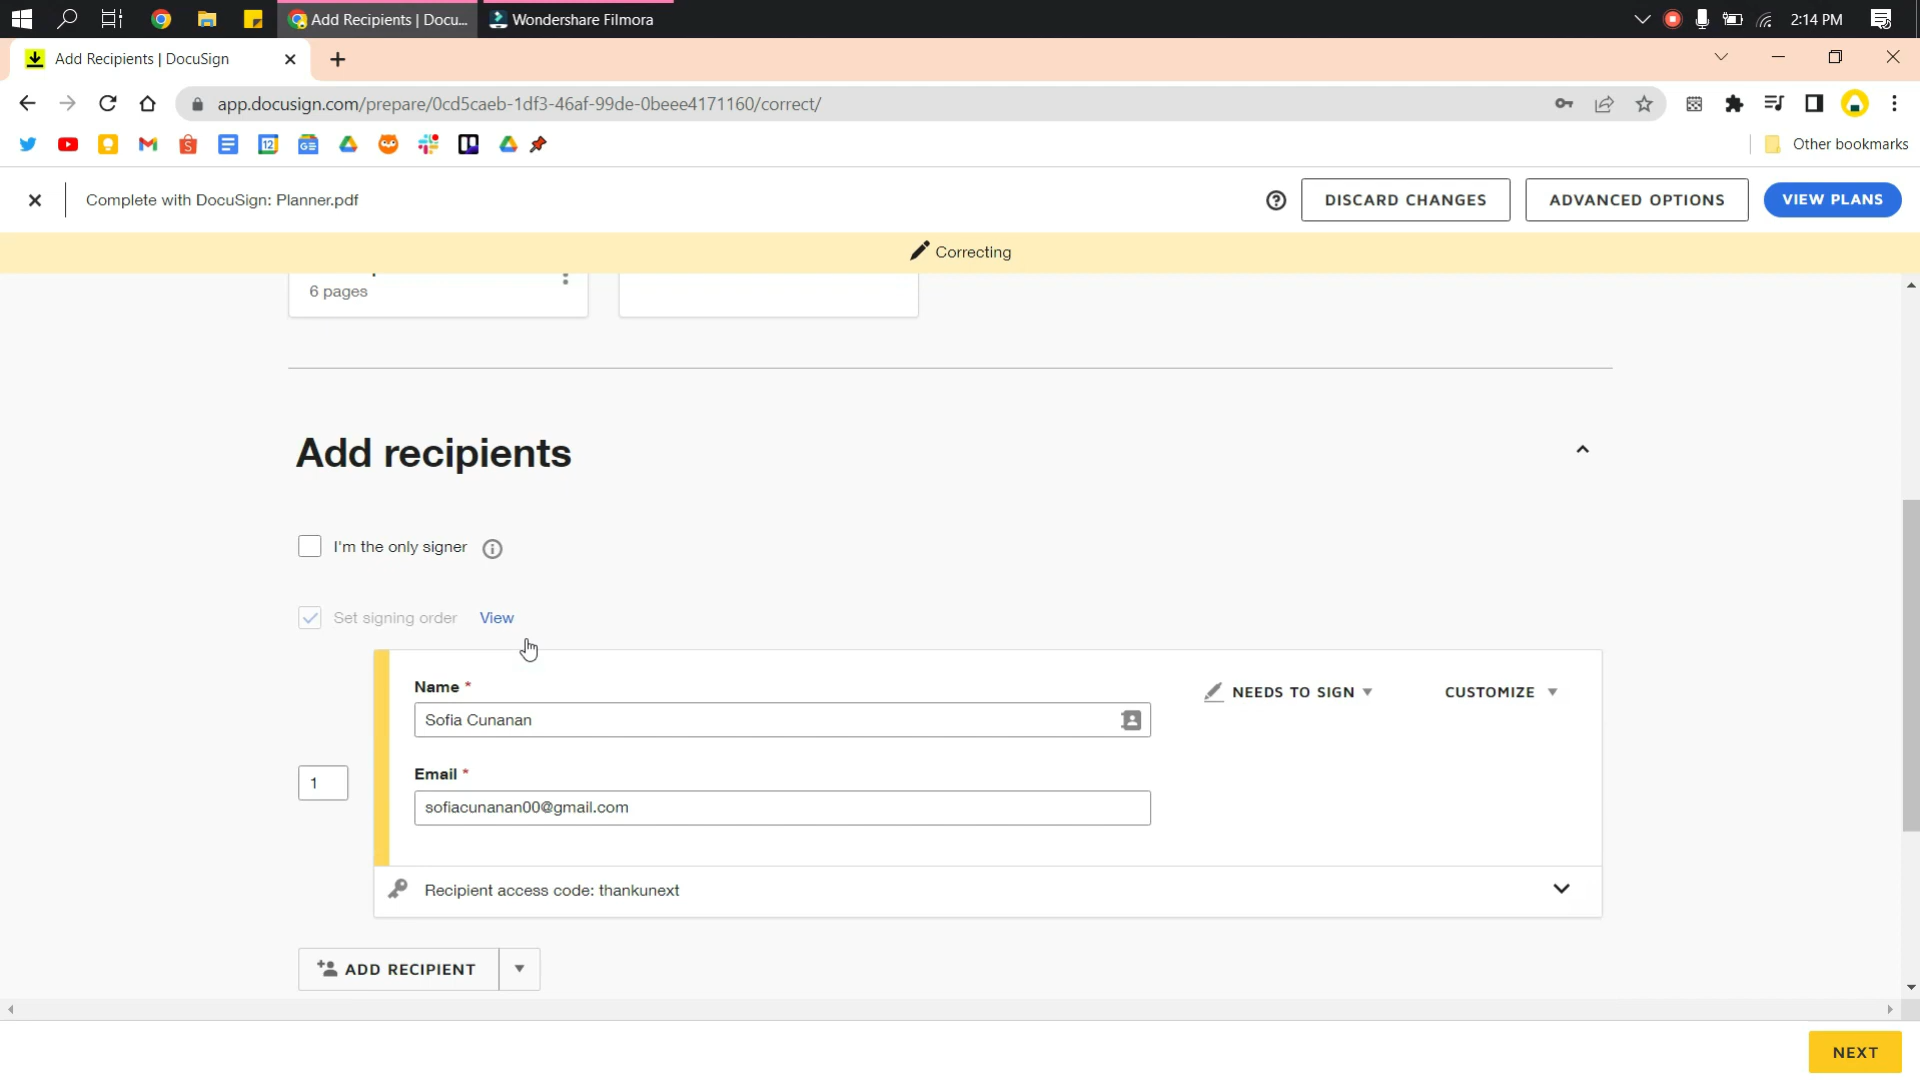 Add Recipients | Docu...
Wondershare Filmora
2:14 PM
Add Recipients | DocuSign
app.docusign.com/prepare/0cd5caeb-1df3-46af-99de-0beee4171160/correct/
12
Other bookmarks
Complete with DocuSign: Planner.pdf
DISCARD CHANGES
ADVANCED OPTIONS
VIEW PLANS
Correcting
6 pages
Add recipients
I'm the only signer
Set signing order View
Name *
NEEDS TO SIGN
CUSTOMIZE
Sofia Cunanan
1
Email *
sofiacunanan00@gmail.com
Recipient access code: thankunext
ADD RECIPIENT
NEXT